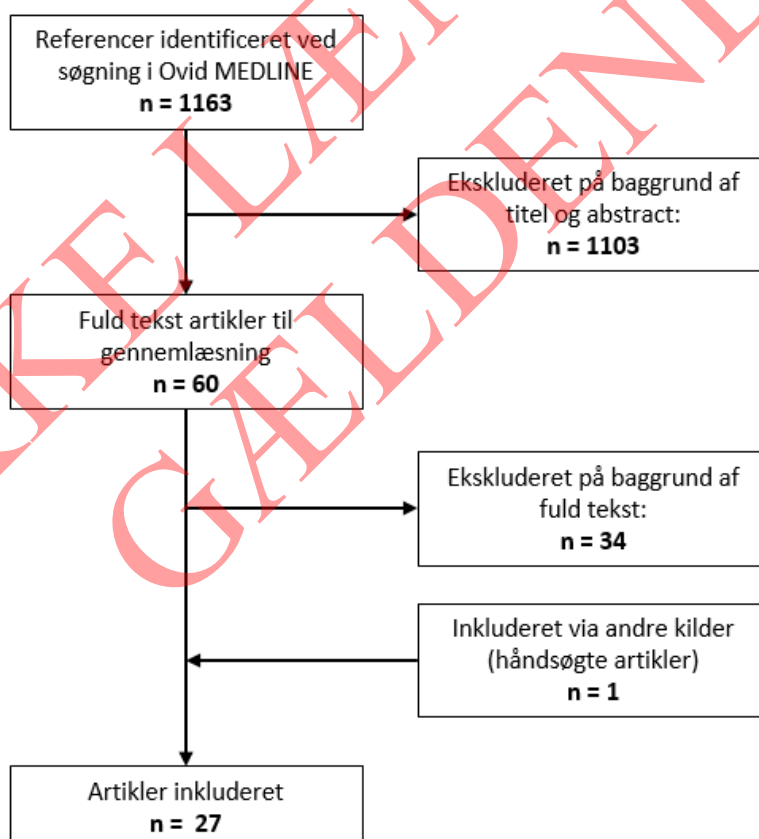 Referencer identificeret ved
søgning i Ovid MEDLINE
n = 1163
Ekskluderet på baggrund af
titel og abstract:
n = 1103
Fuld tekst artikler til
gennemlæsning
n = 60
Ekskluderet på baggrund af
fuld tekst:
n = 34
Inkluderet via andre kilder
(håndsøgte artikler)
n = 1
Artikler inkluderet
n = 27